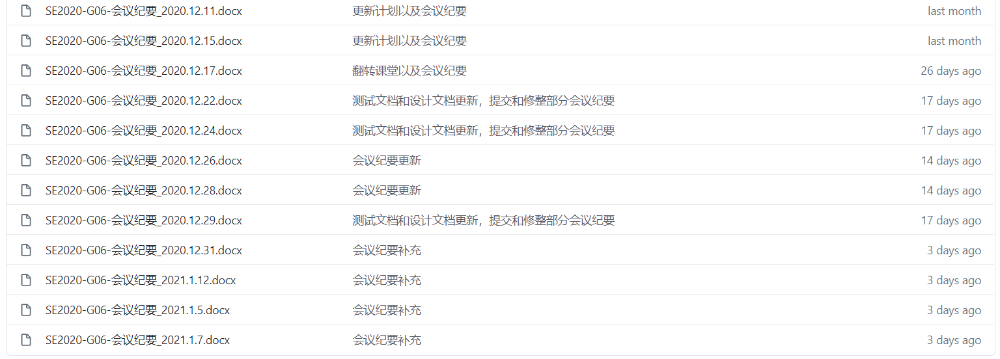 SE2020-G06-会议纪要_2020.12.11.docx 更新计划以及会议纪要 last month
SE2020-G06-会议纪要_2020.12.15.docx 更新计划以及会议纪要 last month
SE2020-G06-会议纪要_2020.12.17.docx 翻转课堂以及会议纪要 26 days ago
SE2020-G06-会议纪要_2020.12.22.docx 测试文档和设计文档更新，提交和修整部分会议纪要 17 days ago
SE2020-G06-会议纪要_2020.12.24.docx 测试文档和设计文档更新，提交和修整部分会议纪要 17 days ago
SE2020-G06-会议纪要_2020.12.26.docx 会议纪要更新 14 days ago
SE2020-G06-会议纪要_2020.12.28.docx 会议纪要更新 14 days ago
SE2020-G06-会议纪要_2020.12.29.docx 测试文档和设计文档更新，提交和修整部分会议纪要 17 days ago
SE2020-G06-会议纪要_2020.12.31.docx 会议纪要补充 3 days ago
SE2020-G06-会议纪要_2021.1.12.docx 会议纪要补充 3 days ago
SE2020-G06-会议纪要_2021.1.5.docx 会议纪要补充 3 days ago
SE2020-G06-会议纪要_2021.1.7.docx 会议纪要补充 3 days ago